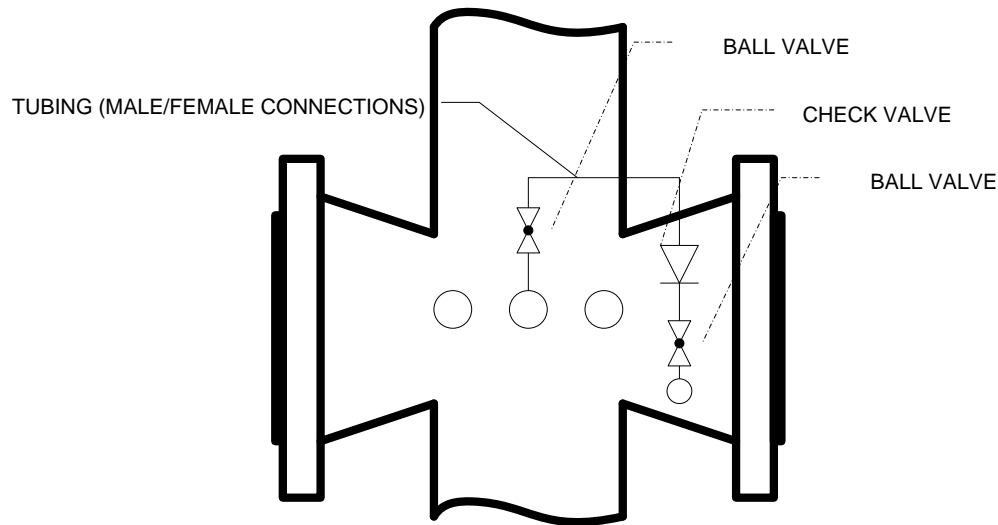 BALL VALVE
TUBING (MALE/FEMALE CONNECTIONS)
CHECK VALVE
BALL VALVE